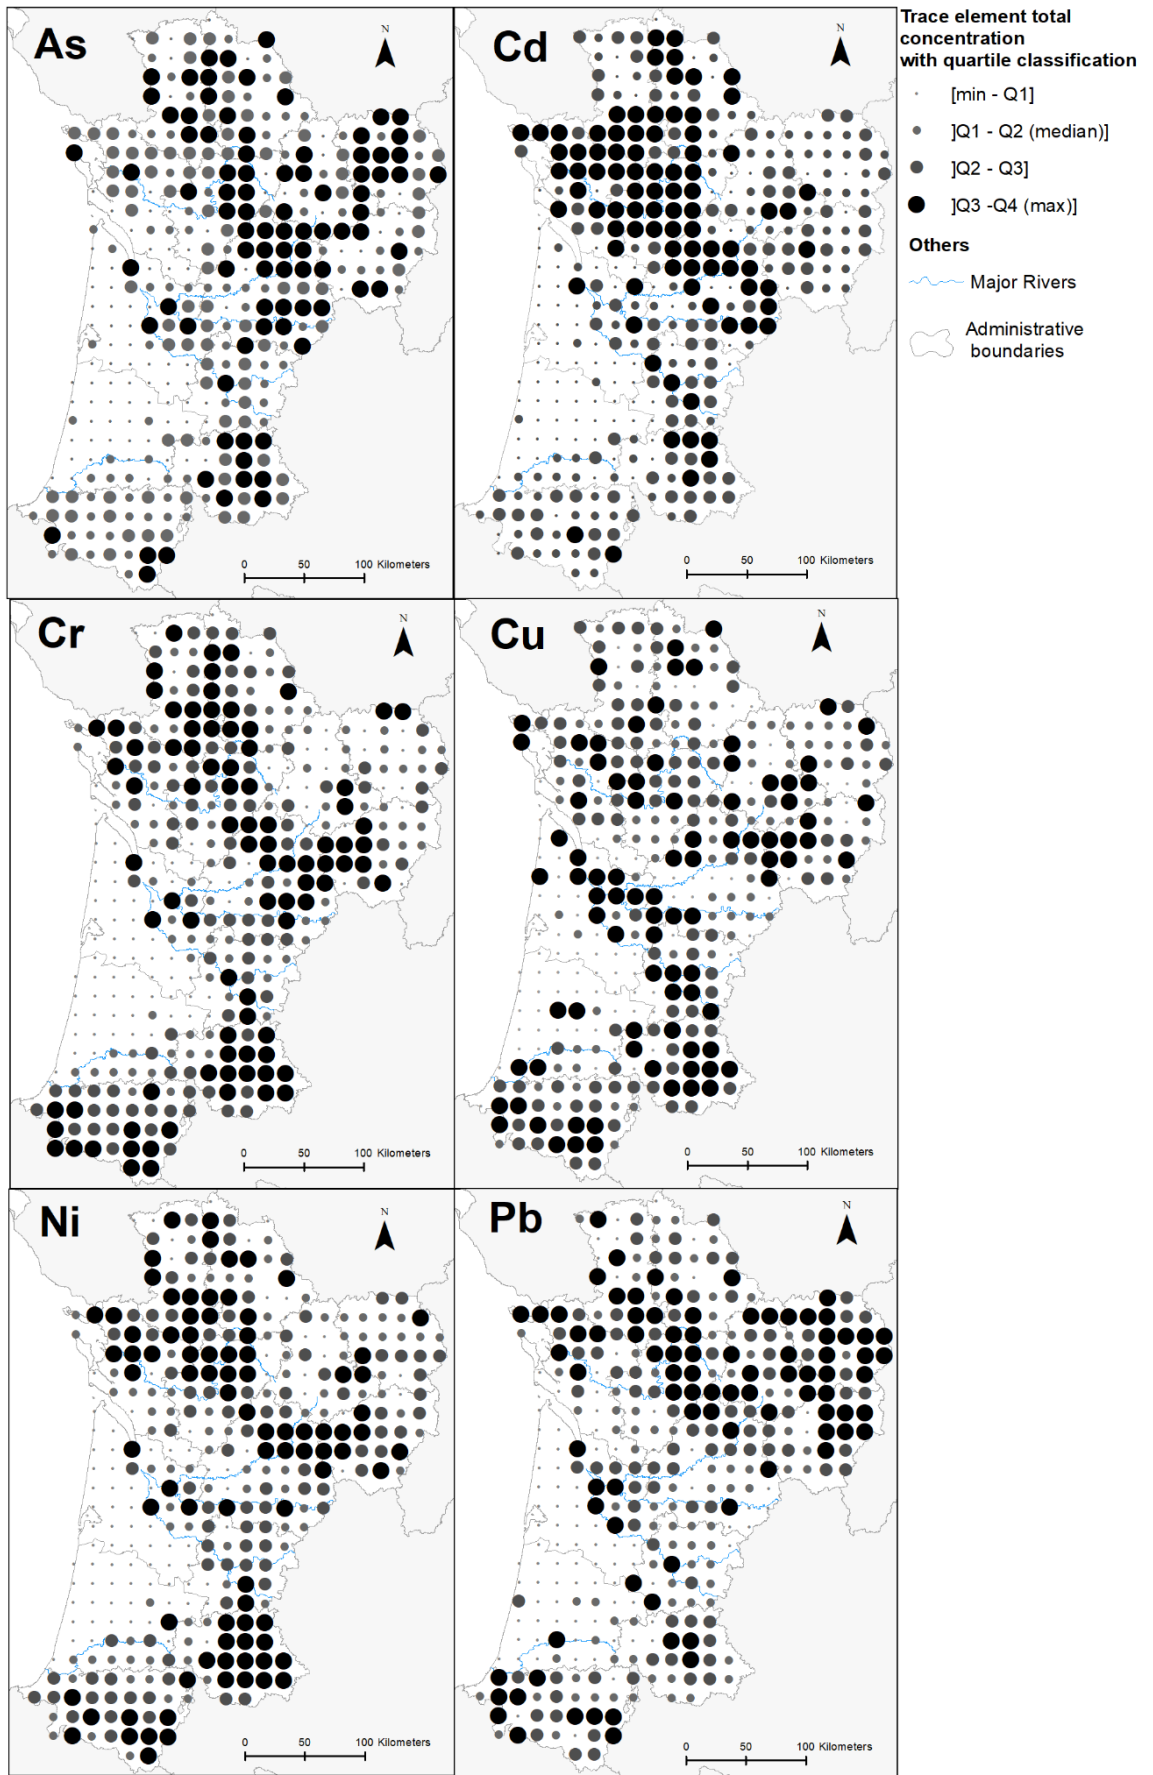 As
N
0 50 100 Kilometers
Cd
N
0 50 100 Kilometers
Trace element total
concentration
with quartile classification
[min - Q1]
]Q1 - Q2 (median)]
]Q2 - Q3]
]Q3 -Q4 (max)]
Others
Major Rivers
Administrative
boundaries
Cr
N
0 50 100 Kilometers
Cu
N
0 50 100 Kilometers
Ni
N
0 50 100 Kilometers
Pb
N
0 50 100 Kilometers